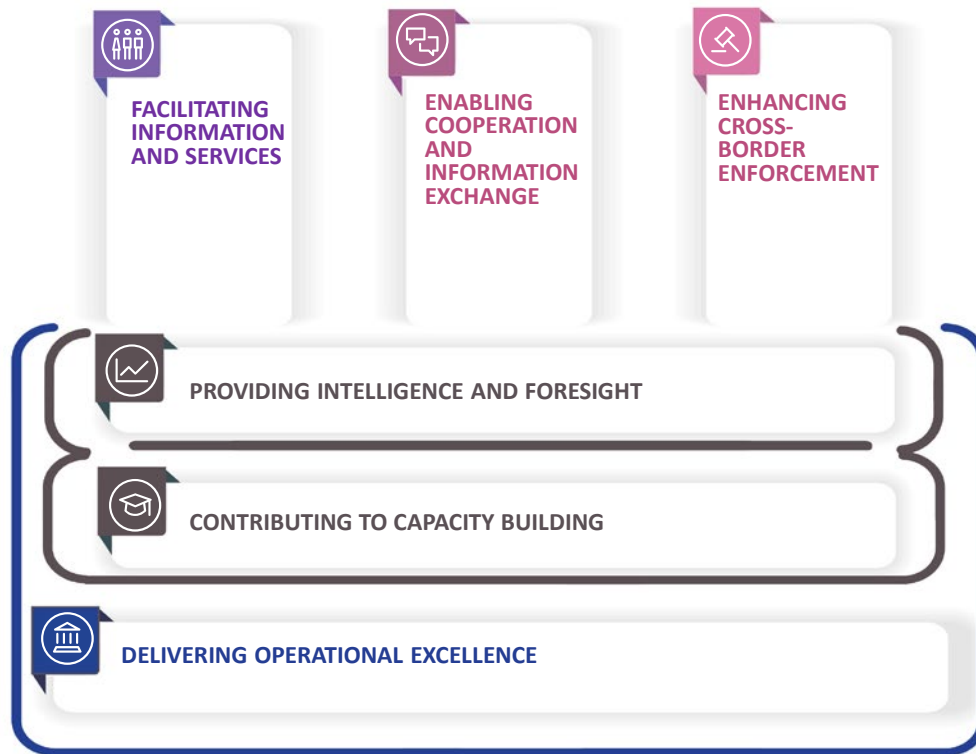 FACILITATING
INFORMATION
AND SERVICES
ENABLING
COOPERATION
AND
INFORMATION
EXCHANGE
ENHANCING
CROSS-
BORDER
ENFORCEMENT
PROVIDING INTELLIGENCE AND FORESIGHT
CONTRIBUTING TO CAPACITY BUILDING
DELIVERING OPERATIONAL EXCELLENCE